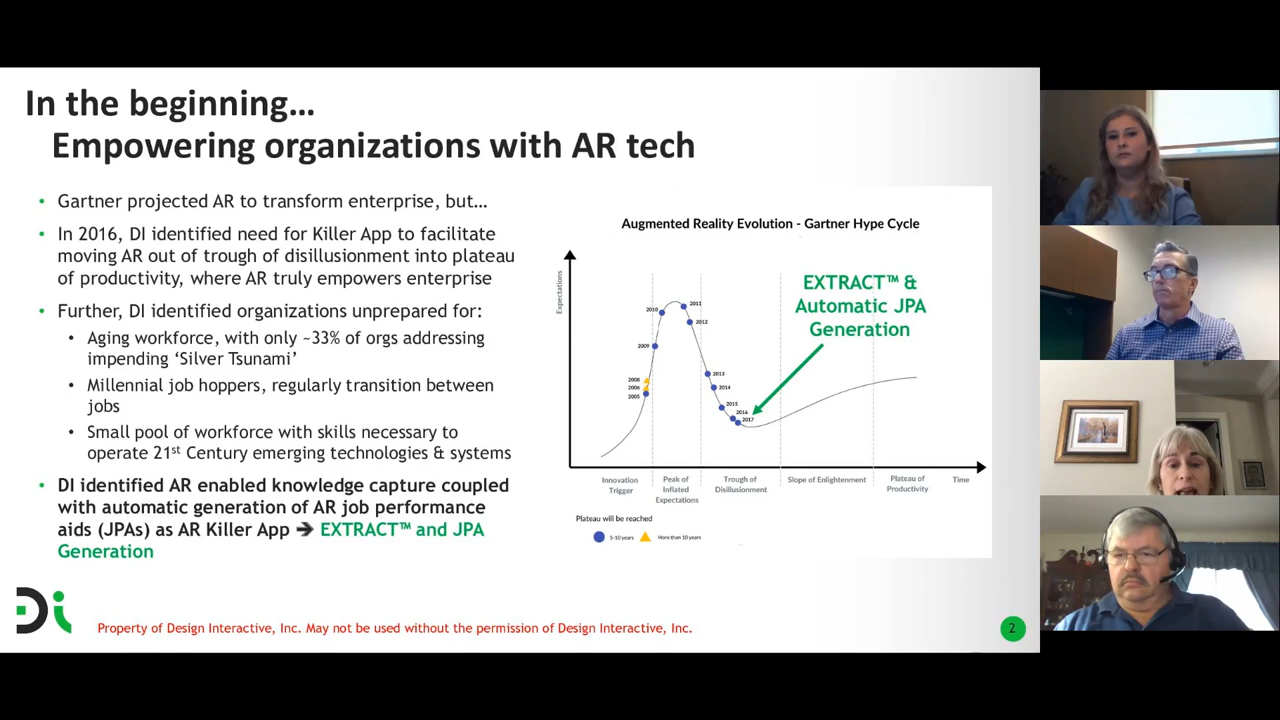 In the beginning…
Empowering organizations with AR tech
• Gartner projected AR to transform enterprise, but…
• In 2016, DI identified need for Killer App to facilitate
moving AR out of trough of disillusionment into plateau
of productivity, where AR truly empowers enterprise
• Further, DI identified organizations unprepared for:
• Aging workforce, with only ~33% of orgs addressing
impending ‘Silver Tsunami’
• Millennial job hoppers, regularly transition between
jobs
• Small pool of workforce with skills necessary to
operate 21st Century emerging technologies & systems
• DI identified AR enabled knowledge capture coupled
with automatic generation of AR job performance
aids (JPAs) as AR Killer App ➔ EXTRACT™ and JPA
Generation
Augmented Reality Evolution - Gartner Hype Cycle
Expectations
EXTRACT™ &
Automatic JPA
Generation
2011
2010
2012
2009
2008
2006
2005
2013
2014
2015
2016
2017
Innovation
Trigger
Peak of
Inflated
Expectations
Trough of
Disillusionment
Slope of Enlightenment
Plateau of
Productivity
Time
Plateau will be reached
5-10 years
More than 10 years
Di
Property of Design Interactive, Inc. May not be used without the permission of Design Interactive, Inc.
2